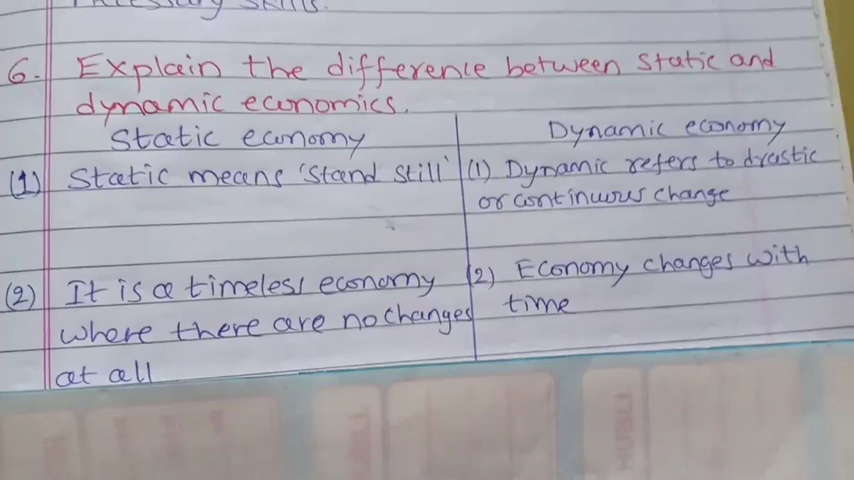 necessary skills.
6. Explain the difference between static and
dynamic economics.
Static economy
Dynamic economy
(1) Static means 'Stand still'
(1) Dynamic refers to drastic
or continuous change
(2) It is a timeless economy
where there are no changes
at all
(2) Economy changes with
time